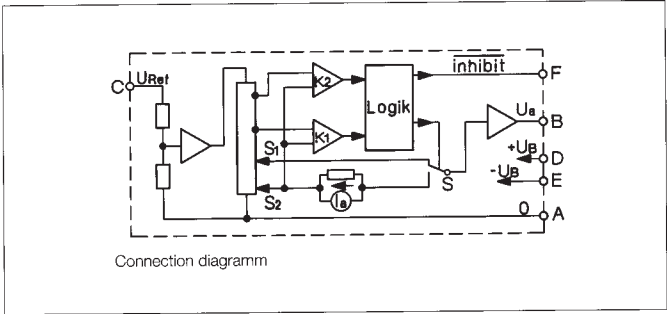 inhibit
F
C
URef
K2
Logik
Ua
B
K1
+UB
D
S1
S
-UB
E
S2
Ia
0
A
Connection diagramm